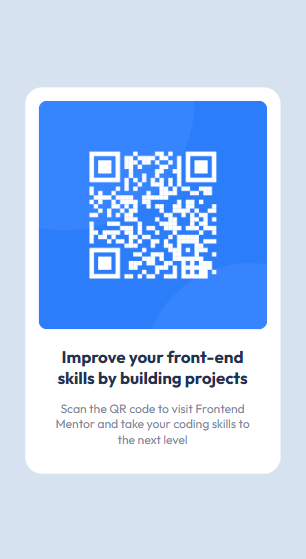 Improve your front-end
skills by building projects
Scan the QR code to visit Frontend
Mentor and take your coding skills to
the next level